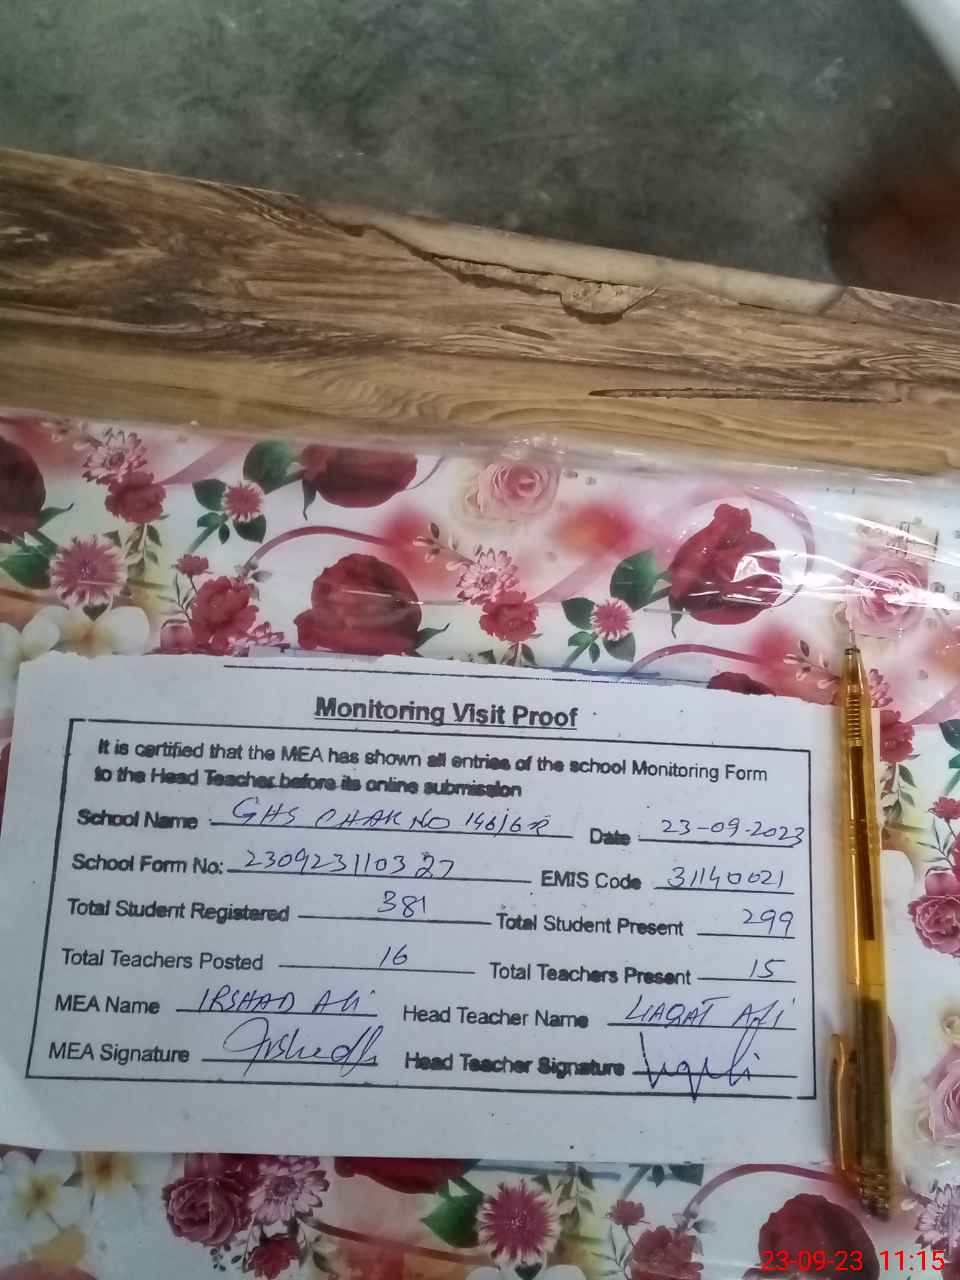 Monitoring Visit Proof
It is certified that the MEA has shown all entries of the school Monitoring Form
to the Head Teacher before its online submission
School Name GHS CHAK NO 146/6R Date 23-09-2023
School Form No: 230923110327 EMIS Code 31140021
Total Student Registered 381 Total Student Present 299
Total Teachers Posted 16 Total Teachers Present 15
MEA Name IRSHAD Ali Head Teacher Name LIAQAT Ali
MEA Signature Head Teacher Signature
23-09-23 11:15